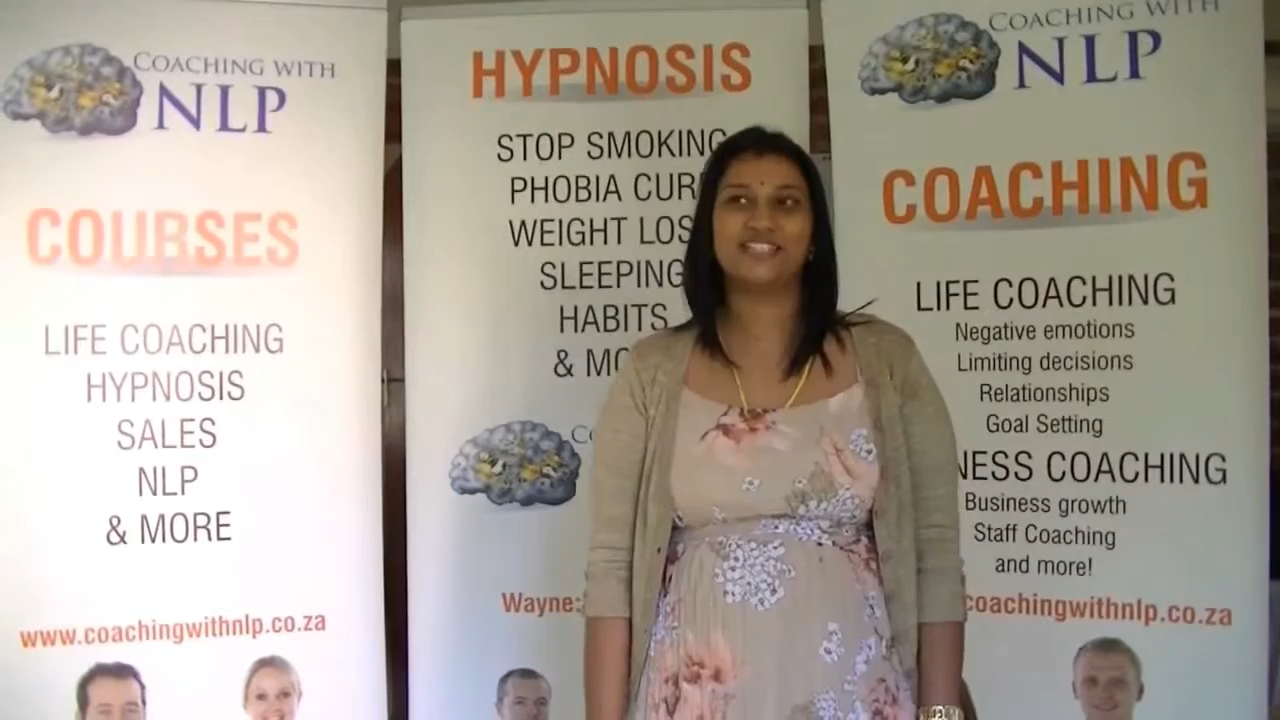 COACHING WITH
NLP
COURSES
LIFE COACHING
HYPNOSIS
SALES
NLP
& MORE
www.coachingwithnlp.co.za
HYPNOSIS
STOP SMOKING
PHOBIA CUR
WEIGHT LOS
SLEEPING
HABITS
& MO
Wayne:
COACHING WITH
NLP
COACHING
LIFE COACHING
Negative emotions
Limiting decisions
Relationships
Goal Setting
NESS COACHING
Business growth
Staff Coaching
and more!
coachingwithnlp.co.za